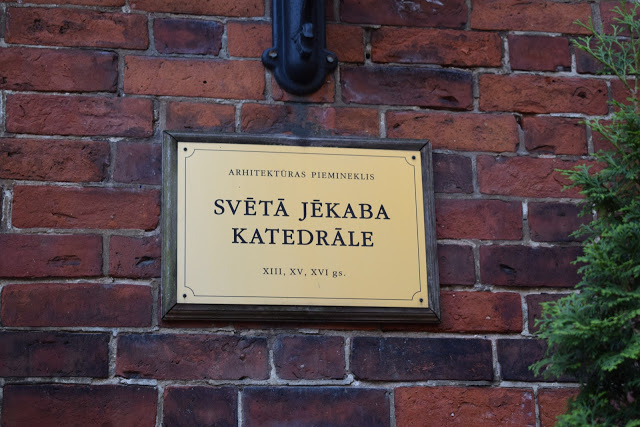 ARHITEKTŪRAS PIEMINEKLIS
SVĒTĀ JĒKABA
KATEDRĀLE
XIII, XV, XVI gs.